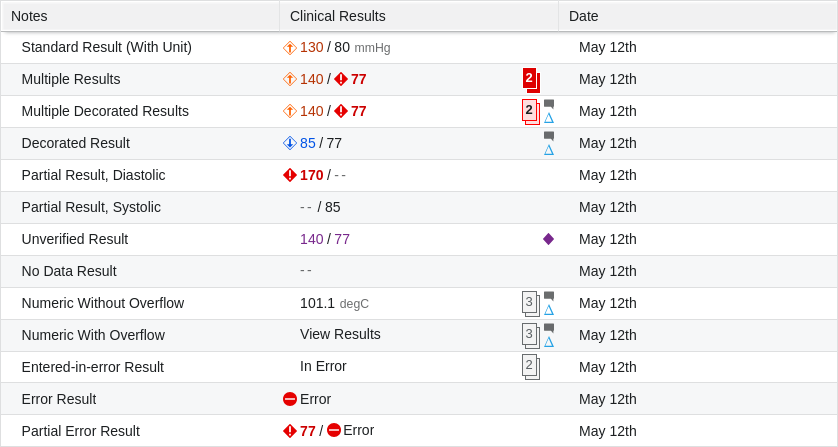 Notes Clinical Results Date
Standard Result (With Unit) 130 / 80 mmHg May 12th
Multiple Results 140 / 77 2 May 12th
Multiple Decorated Results 140 / 77 2 May 12th
Decorated Result 85 / 77 May 12th
Partial Result, Diastolic 170 / -- May 12th
Partial Result, Systolic -- / 85 May 12th
Unverified Result 140 / 77 May 12th
No Data Result -- May 12th
Numeric Without Overflow 101.1 degC 3 May 12th
Numeric With Overflow View Results 3 May 12th
Entered-in-error Result In Error 2 May 12th
Error Result Error May 12th
Partial Error Result 77 / Error May 12th